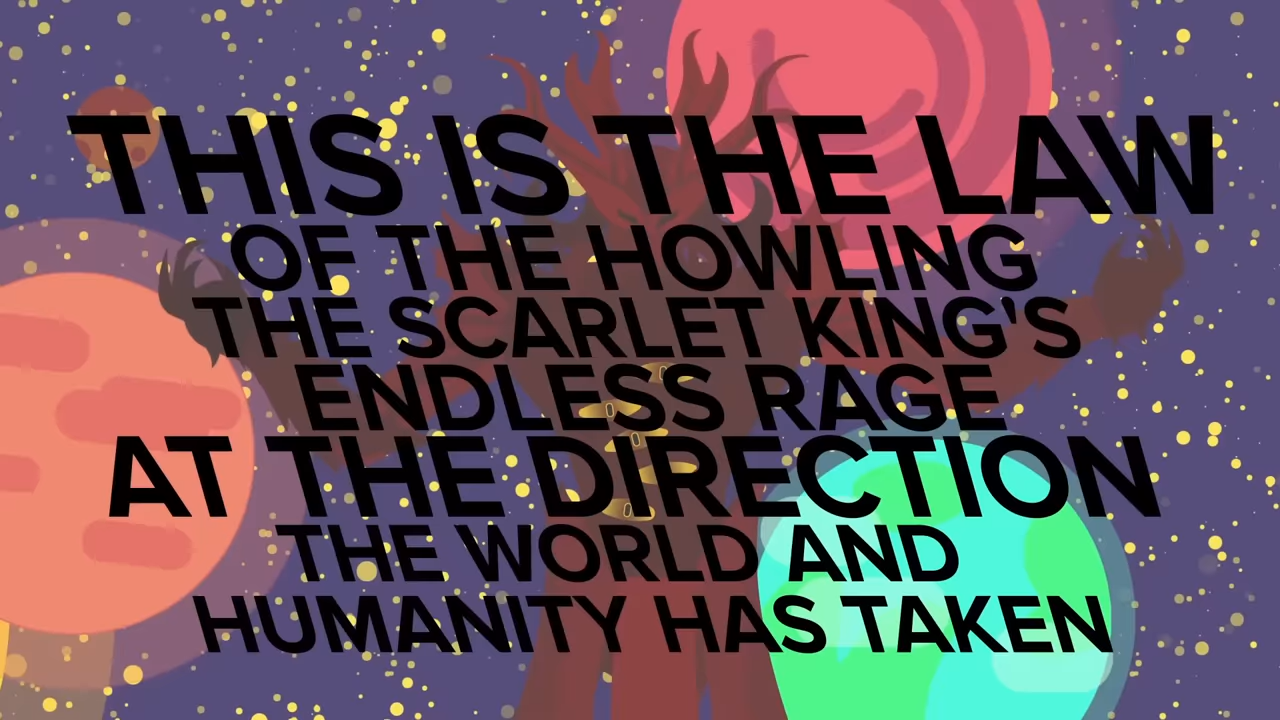 THIS IS THE LAW
OF THE HOWLING
THE SCARLET KING'S
ENDLESS RAGE
AT THE DIRECTION
THE WORLD AND
HUMANITY HAS TAKEN